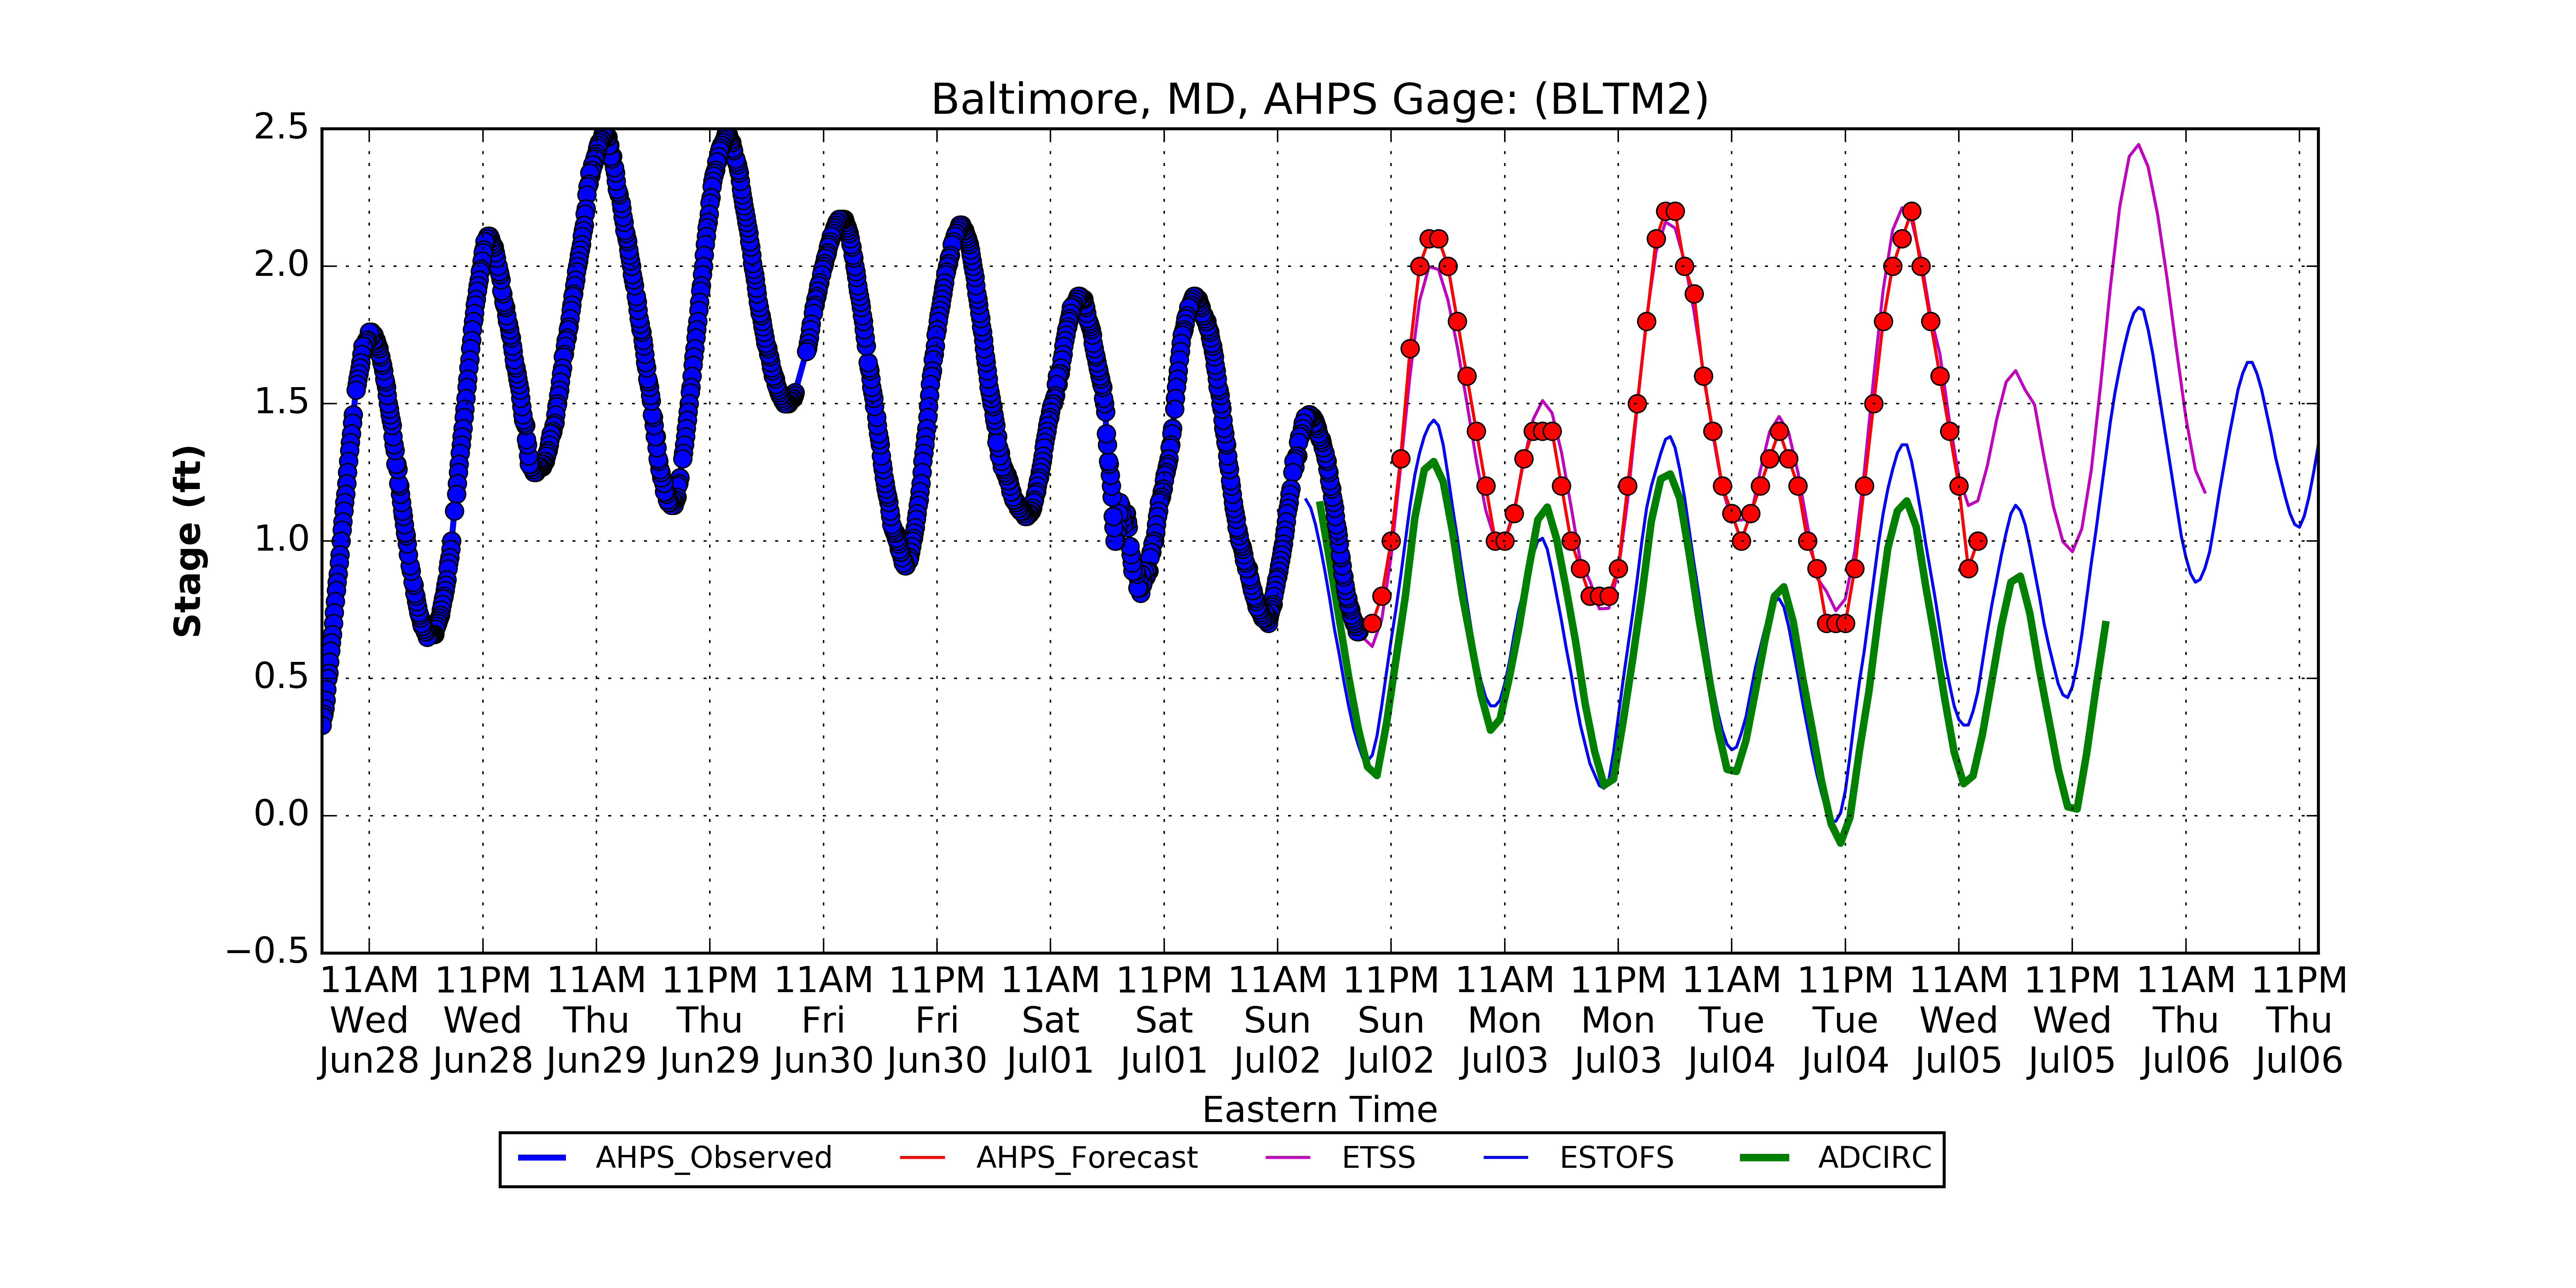 Baltimore, MD, AHPS Gage: (BLTM2)
Stage (ft)
2.5
2.0
1.5
1.0
0.5
0.0
−0.5
11AM 11PM 11AM 11PM 11AM 11PM 11AM 11PM 11AM 11PM 11AM 11PM 11AM 11PM 11AM 11PM 11AM 11PM
Wed Wed Thu Thu Fri Fri Sat Sat Sun Sun Mon Mon Tue Tue Wed Wed Thu Thu
Jun28 Jun28 Jun29 Jun29 Jun30 Jun30 Jul01 Jul01 Jul02 Jul02 Jul03 Jul03 Jul04 Jul04 Jul05 Jul05 Jul06 Jul06
Eastern Time
AHPS_Observed AHPS_Forecast ETSS ESTOFS ADCIRC